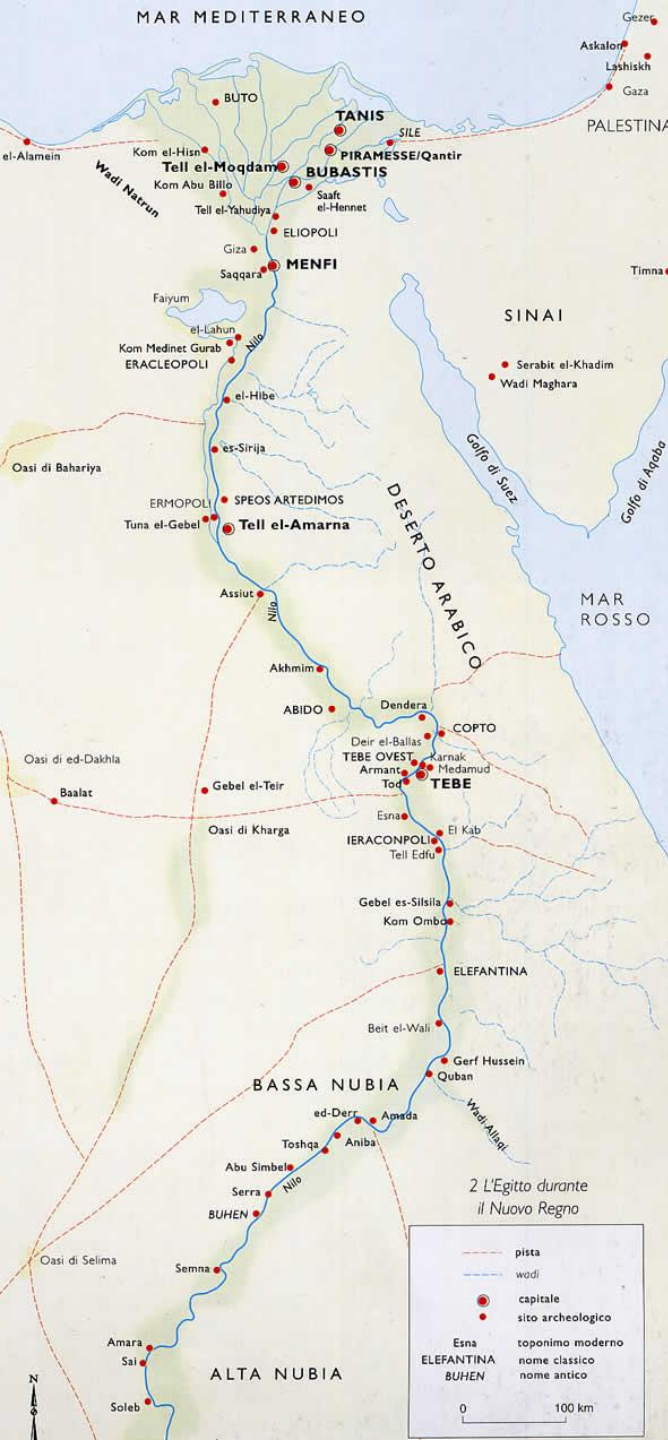 MAR MEDITERRANEO
Gezer
Askalon
Lashiskh
Gaza
PALESTINA
BUTO
TANIS
SILE
el-Alamein
Kom el-Hisn
PIRAMESSE/Qantir
Wadi Natrun
Tell el-Moqdam
BUBASTIS
Kom Abu Billo
Saaft
el-Hennet
Tell el-Yahudiya
ELIOPOLI
Giza
MENFI
Saqqara
Timna
Faiyum
SINAI
el-Lahun
Nilo
Kom Medinet Gurab
ERACLEOPOLI
Serabit el-Khadim
Wadi Maghara
el-Hibe
es-Sirija
Golfo di Suez
Golfo di Aqaba
Oasi di Bahariya
ERMOPOLI
SPEOS ARTEDIMOS
Tuna el-Gebel
Tell el-Amarna
DESERTO ARABICO
Assiut
Nilo
MAR
ROSSO
Akhmim
ABIDO
Dendera
COPTO
Deir el-Ballas
TEBE OVEST
Karnak
Armant
Medamud
Tod
TEBE
Oasi di ed-Dakhla
Baalat
Gebel el-Teir
Oasi di Kharga
Esna
El Kab
IERACONPOLI
Tell Edfu
Gebel es-Silsila
Kom Ombo
ELEFANTINA
Beit el-Wali
Gerf Hussein
Quban
BASSA NUBIA
Wadi Allaqi
ed-Derr
Amada
Aniba
Toshqa
Abu Simbel
Nilo
Serra
BUHEN
Semna
Oasi di Selima
Amara
Sai
ALTA NUBIA
Soleb
N
2 L'Egitto durante
il Nuovo Regno
pista
wadi
capitale
sito archeologico
Esna toponimo moderno
ELEFANTINA nome classico
BUHEN nome antico
0 100 km